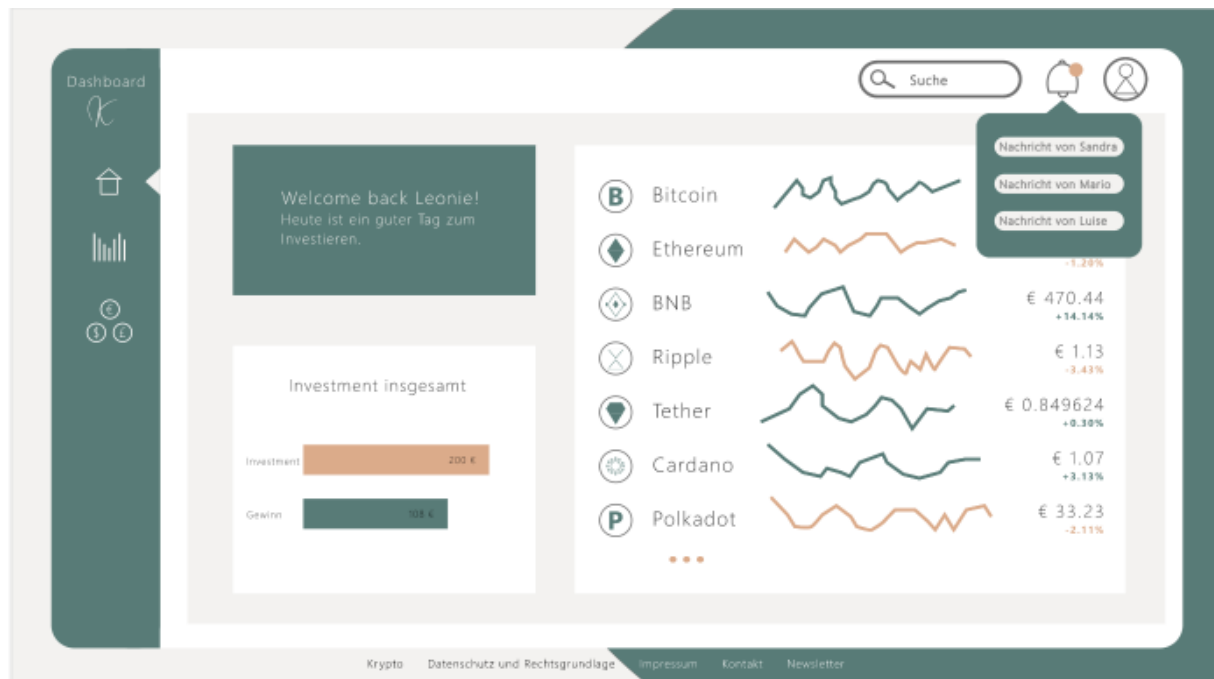 Dashboard
K
Suche
Nachricht von Sandra
Nachricht von Mario
Nachricht von Luise
Welcome back Leonie!
Heute ist ein guter Tag zum
Investieren.
Investment insgesamt
Investment 200 €
Gewinn 108 €
B Bitcoin
Ethereum -1.20%
BNB € 470.44
+14.14%
Ripple € 1.13
-3.43%
Tether € 0.849624
+0.30%
Cardano € 1.07
+3.13%
P Polkadot € 33.23
-2.11%
€
$ £
Krypto Datenschutz und Rechtsgrundlage Impressum Kontakt Newsletter